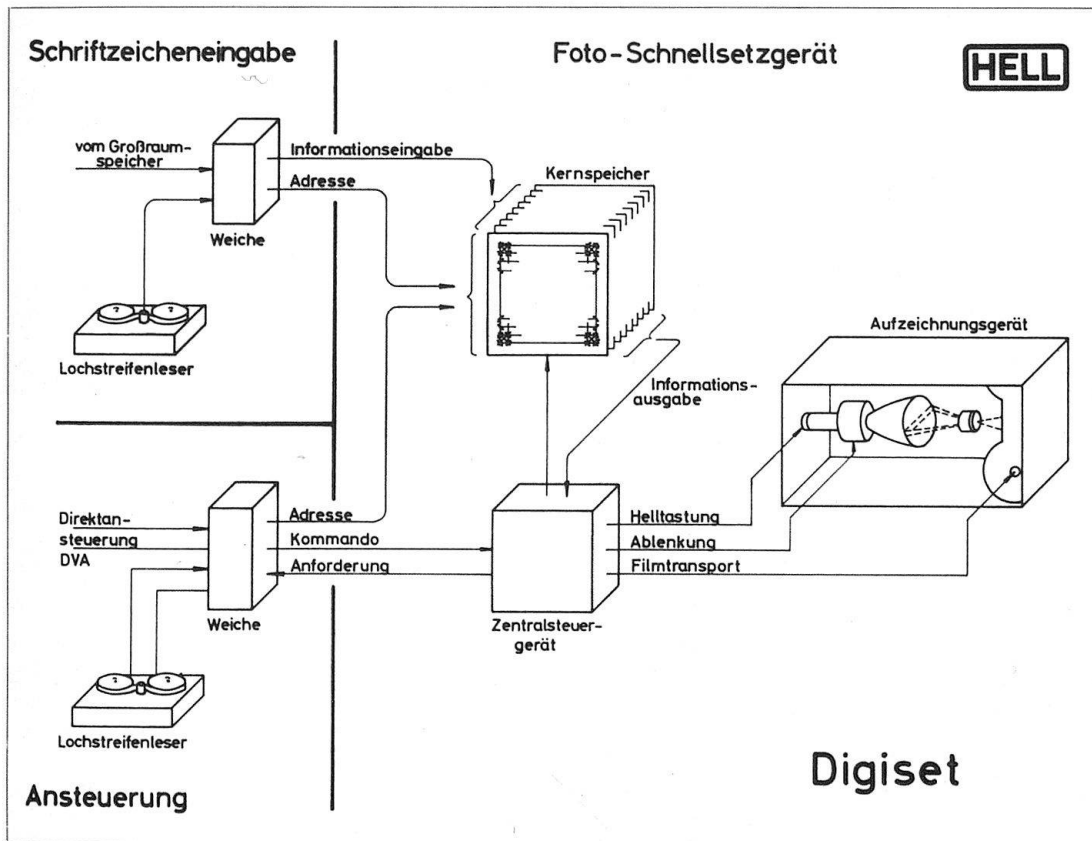 Schriftzeicheneingabe
Foto-Schnellsetzgerät
HELL
vom Großraum-
speicher
Informationseingabe
Adresse
Weiche
Lochstreifenleser
Kernspeicher
Informations-
ausgabe
Aufzeichnungsgerät
Direktan-
steuerung
DVA
Adresse
Kommando
Anforderung
Weiche
Lochstreifenleser
Zentralsteuer-
gerät
Helltastung
Ablenkung
Filmtransport
Ansteuerung
Digiset